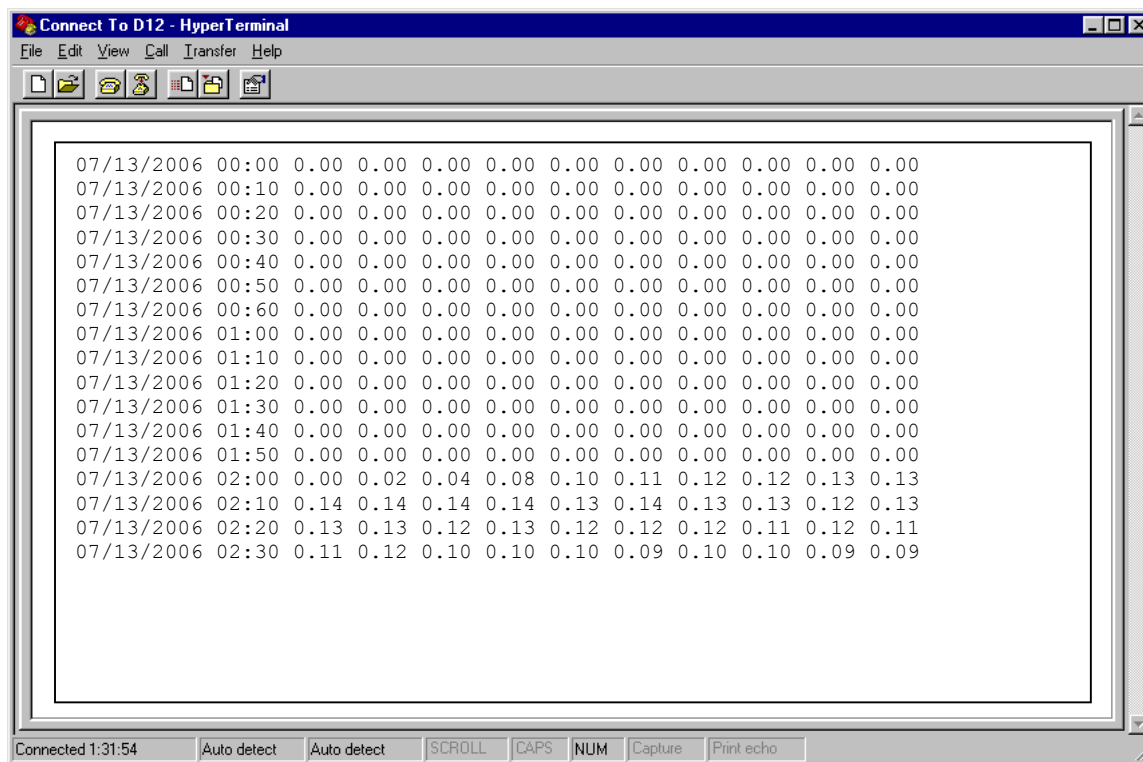 Connect To D12 - HyperTerminal
File Edit View Call Transfer Help
07/13/2006 00:00 0.00 0.00 0.00 0.00 0.00 0.00 0.00 0.00 0.00 0.00
07/13/2006 00:10 0.00 0.00 0.00 0.00 0.00 0.00 0.00 0.00 0.00 0.00
07/13/2006 00:20 0.00 0.00 0.00 0.00 0.00 0.00 0.00 0.00 0.00 0.00
07/13/2006 00:30 0.00 0.00 0.00 0.00 0.00 0.00 0.00 0.00 0.00 0.00
07/13/2006 00:40 0.00 0.00 0.00 0.00 0.00 0.00 0.00 0.00 0.00 0.00
07/13/2006 00:50 0.00 0.00 0.00 0.00 0.00 0.00 0.00 0.00 0.00 0.00
07/13/2006 00:60 0.00 0.00 0.00 0.00 0.00 0.00 0.00 0.00 0.00 0.00
07/13/2006 01:00 0.00 0.00 0.00 0.00 0.00 0.00 0.00 0.00 0.00 0.00
07/13/2006 01:10 0.00 0.00 0.00 0.00 0.00 0.00 0.00 0.00 0.00 0.00
07/13/2006 01:20 0.00 0.00 0.00 0.00 0.00 0.00 0.00 0.00 0.00 0.00
07/13/2006 01:30 0.00 0.00 0.00 0.00 0.00 0.00 0.00 0.00 0.00 0.00
07/13/2006 01:40 0.00 0.00 0.00 0.00 0.00 0.00 0.00 0.00 0.00 0.00
07/13/2006 01:50 0.00 0.00 0.00 0.00 0.00 0.00 0.00 0.00 0.00 0.00
07/13/2006 02:00 0.00 0.02 0.04 0.08 0.10 0.11 0.12 0.12 0.13 0.13
07/13/2006 02:10 0.14 0.14 0.14 0.14 0.13 0.14 0.13 0.13 0.12 0.13
07/13/2006 02:20 0.13 0.13 0.12 0.13 0.12 0.12 0.12 0.11 0.12 0.11
07/13/2006 02:30 0.11 0.12 0.10 0.10 0.10 0.09 0.10 0.10 0.09 0.09
Connected 1:31:54 Auto detect Auto detect SCROLL CAPS NUM Capture Print echo